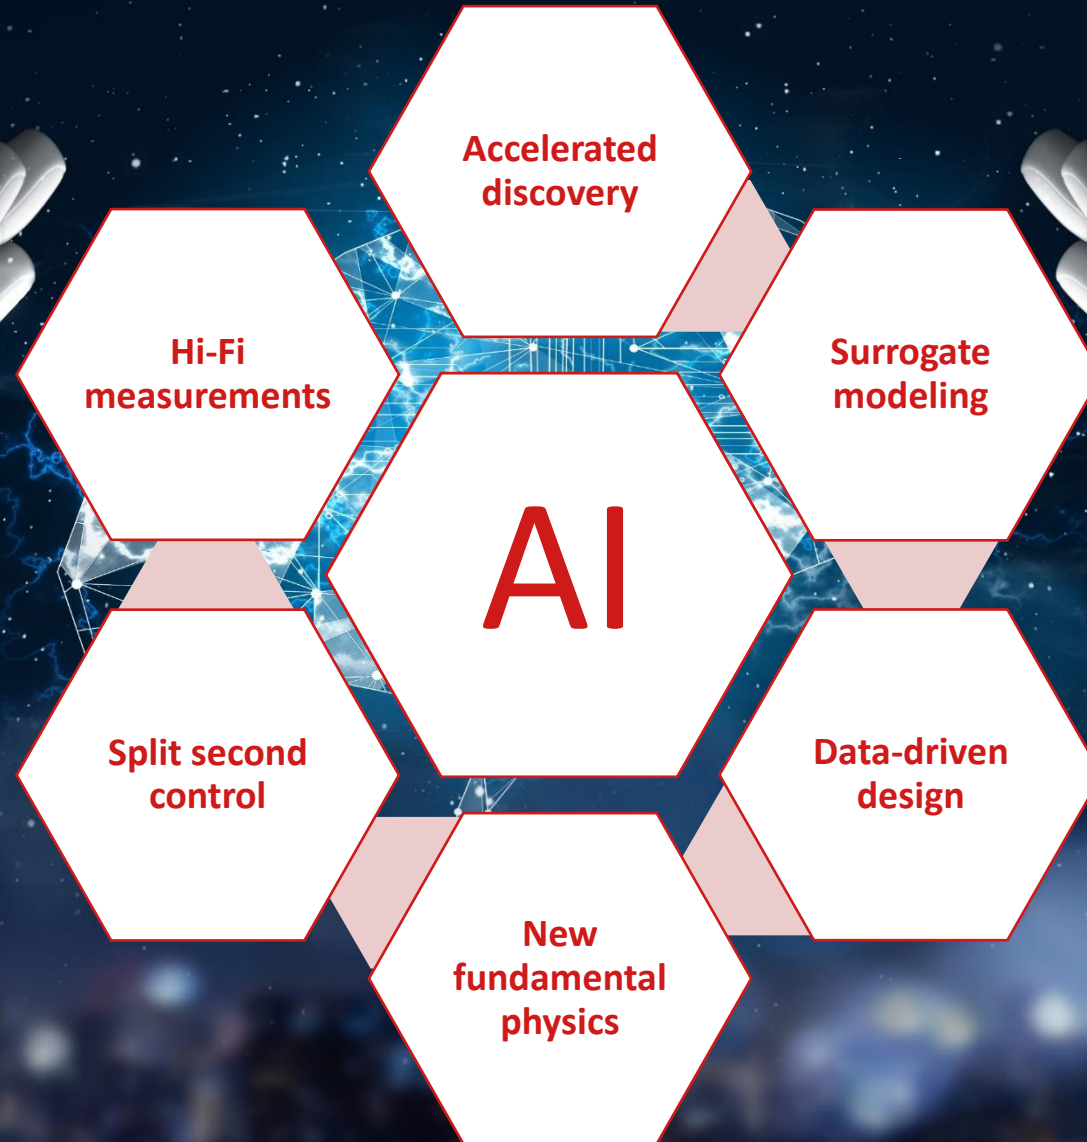 Accelerated
discovery
Hi-Fi
measurements
Surrogate
modeling
AI
Split second
control
Data-driven
design
New
fundamental
physics